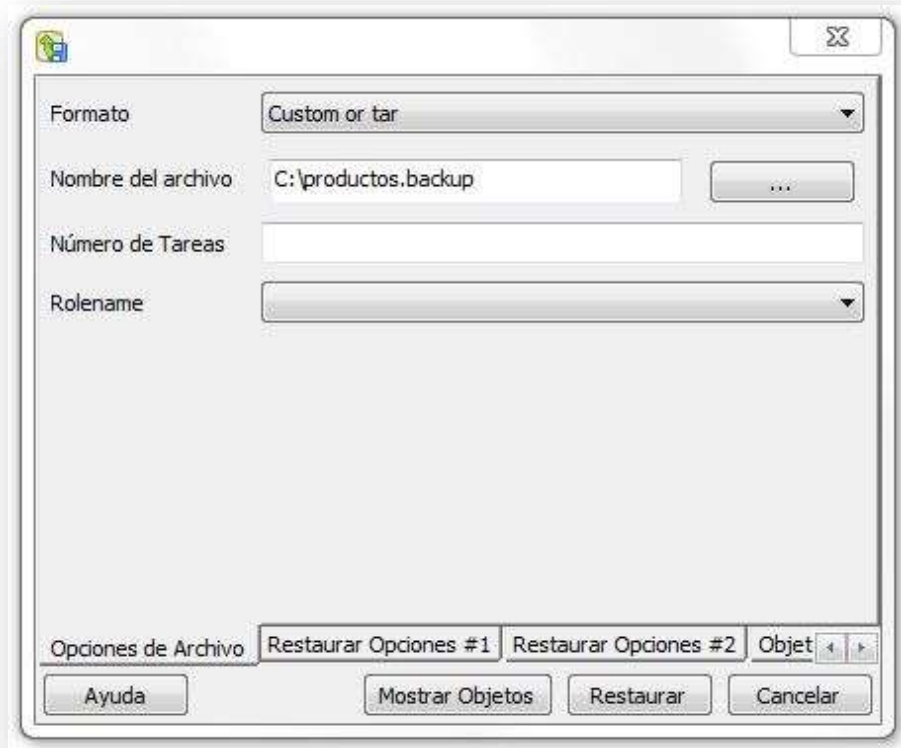 Formato Custom or tar
Nombre del archivo C:\productos.backup ...
Número de Tareas
Rolename
Opciones de Archivo Restaurar Opciones #1 Restaurar Opciones #2 Objet
Ayuda Mostrar Objetos Restaurar Cancelar